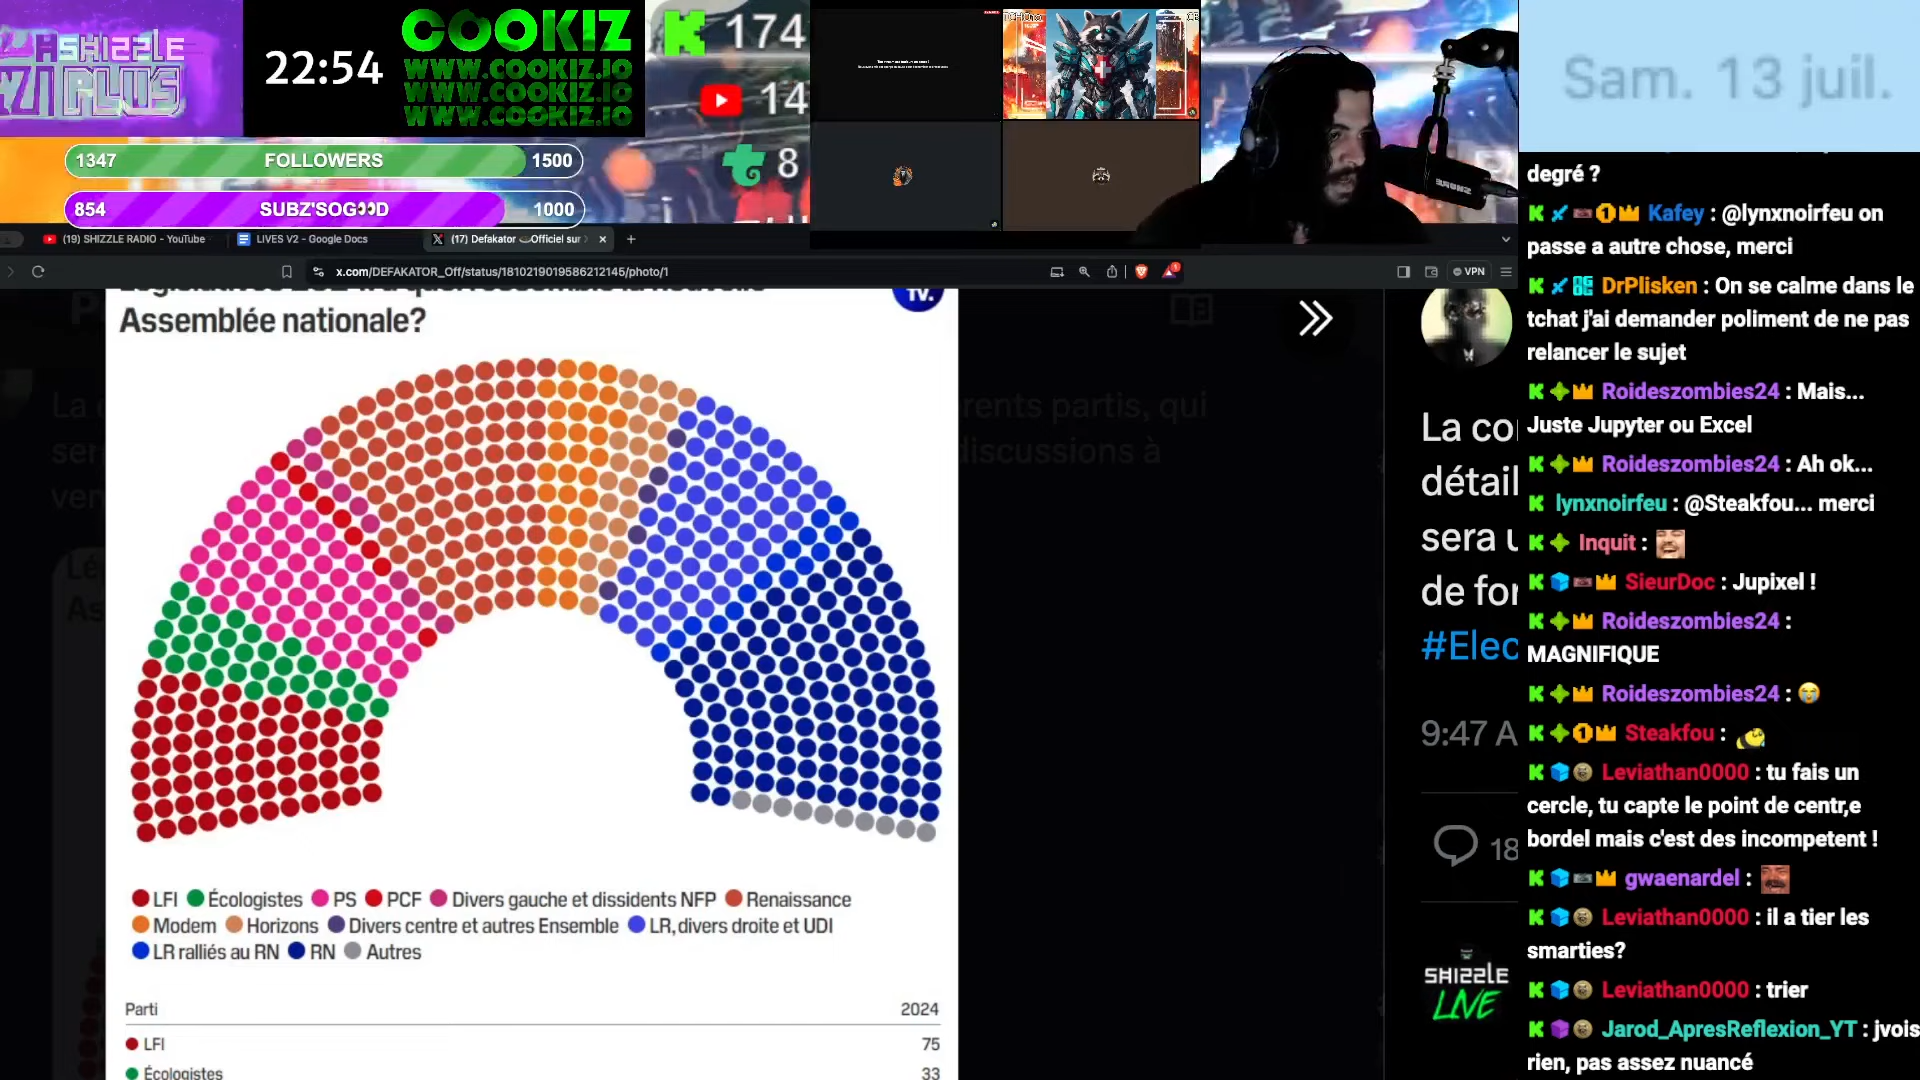 ASHIZZLE
PLUS
22:54
COOKIZ
WWW.COOKIZ.IO
WWW.COOKIZ.IO
WWW.COOKIZ.IO
174
14
8
1347 FOLLOWERS 1500
854 SUBZ'SOG👀D 1000
Sam. 13 juil.
(19) SHIZZLE RADIO - YouTube
LIVES V2 - Google Docs
(17) Defakator Officiel sur
x.com/DEFAKATOR_Off/status/1810219019586212145/photo/1
VPN
TV.
Assemblée nationale?
LFI
Écologistes
PS
PCF
Divers gauche et dissidents NFP
Renaissance
Modem
Horizons
Divers centre et autres Ensemble
LR, divers droite et UDI
LR ralliés au RN
RN
Autres
Parti 2024
LFI 75
Écologistes 33
rents partis, qui
discussions à
La co
détail
sera u
de for
#Elec
9:47 A
18
SHIZZLE
LIVE
degré ?
Kafey : @lynxnoirfeu on
passe a autre chose, merci
DrPlisken : On se calme dans le
tchat j'ai demander poliment de ne pas
relancer le sujet
Roideszombies24 : Mais...
Juste Jupyter ou Excel
Roideszombies24 : Ah ok...
lynxnoirfeu : @Steakfou... merci
Inquit :
SieurDoc : Jupixel !
Roideszombies24 :
MAGNIFIQUE
Roideszombies24 : 😭
Steakfou :
Leviathan0000 : tu fais un
cercle, tu capte le point de centr,e
bordel mais c'est des incompetent !
gwaenardel :
Leviathan0000 : il a tier les
smarties?
Leviathan0000 : trier
Jarod_ApresReflexion_YT : jvois
rien, pas assez nuancé